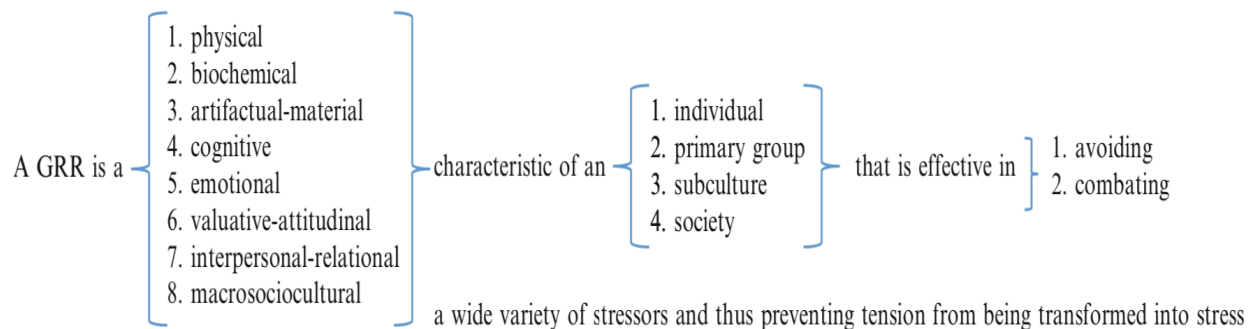 A GRR is a
1. physical
2. biochemical
3. artifactual-material
4. cognitive
5. emotional
6. valuative-attitudinal
7. interpersonal-relational
8. macrosociocultural
characteristic of an
1. individual
2. primary group
3. subculture
4. society
that is effective in
1. avoiding
2. combating
a wide variety of stressors and thus preventing tension from being transformed into stress